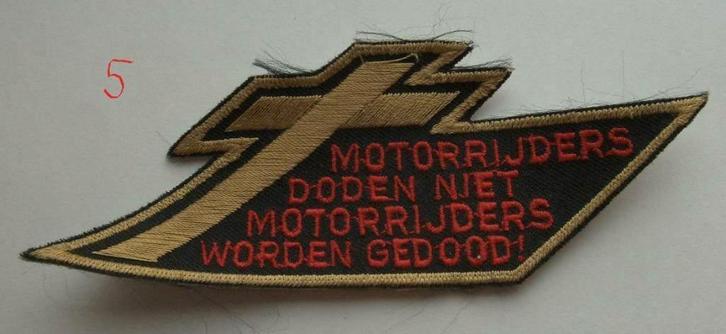 5
MOTORRIJDERS
DODEN NIET
MOTORRIJDERS
WORDEN GEDOOD!